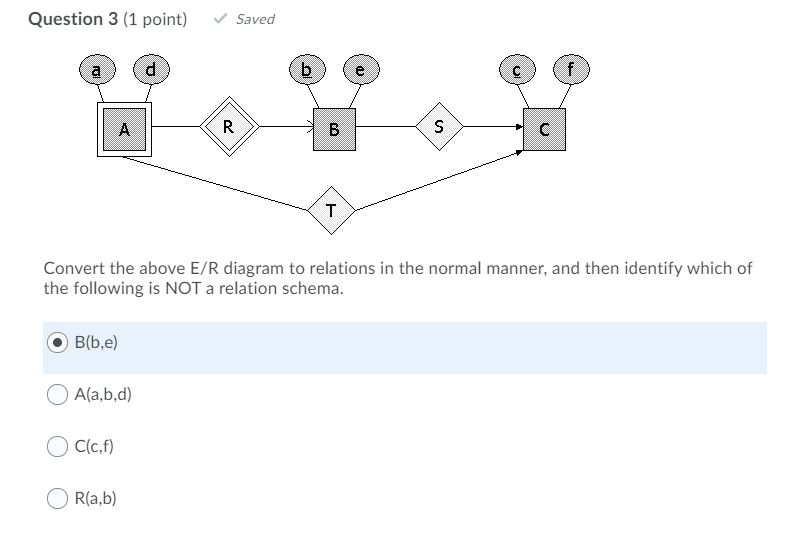 Question 3 (1 point) ✓ Saved
a d b e c f
A R B S C
T
Convert the above E/R diagram to relations in the normal manner, and then identify which of
the following is NOT a relation schema.
B(b,e)
A(a,b,d)
C(c,f)
R(a,b)